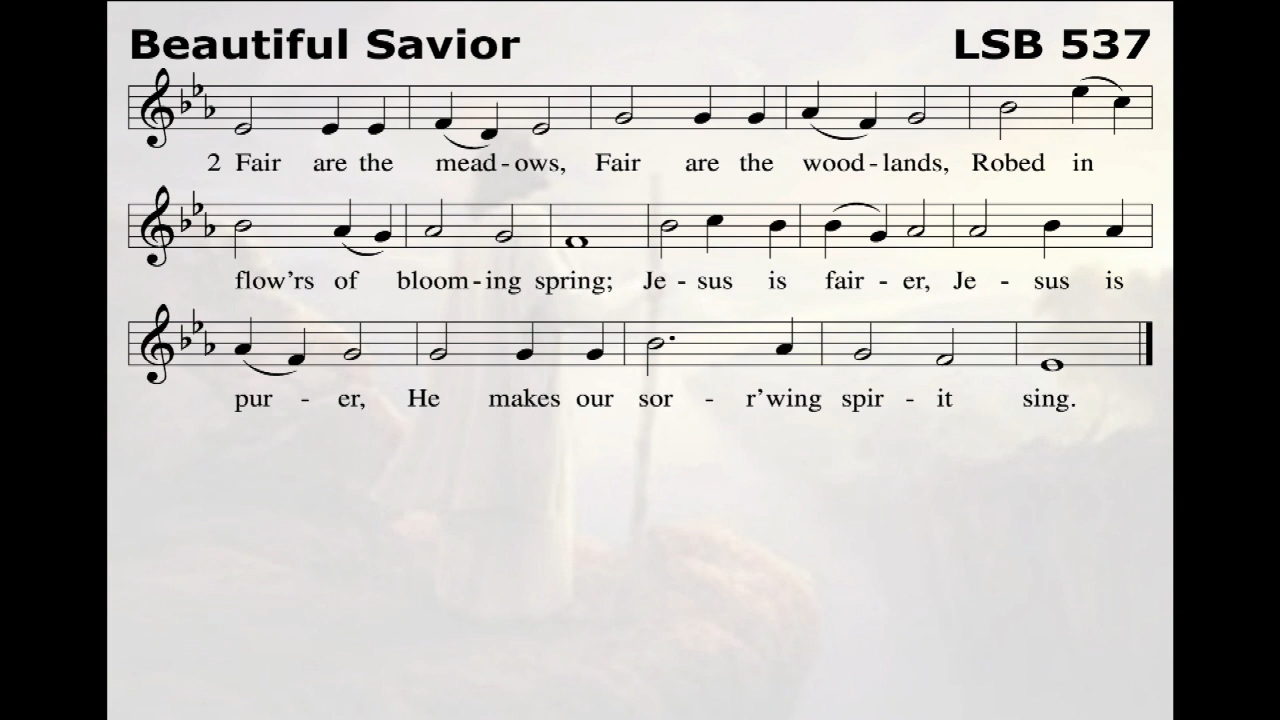 Beautiful Savior LSB 537
2 Fair are the mead - ows, Fair are the wood - lands, Robed in
flow'rs of bloom - ing spring; Je - sus is fair - er, Je - sus is
pur - er, He makes our sor - r'wing spir - it sing.